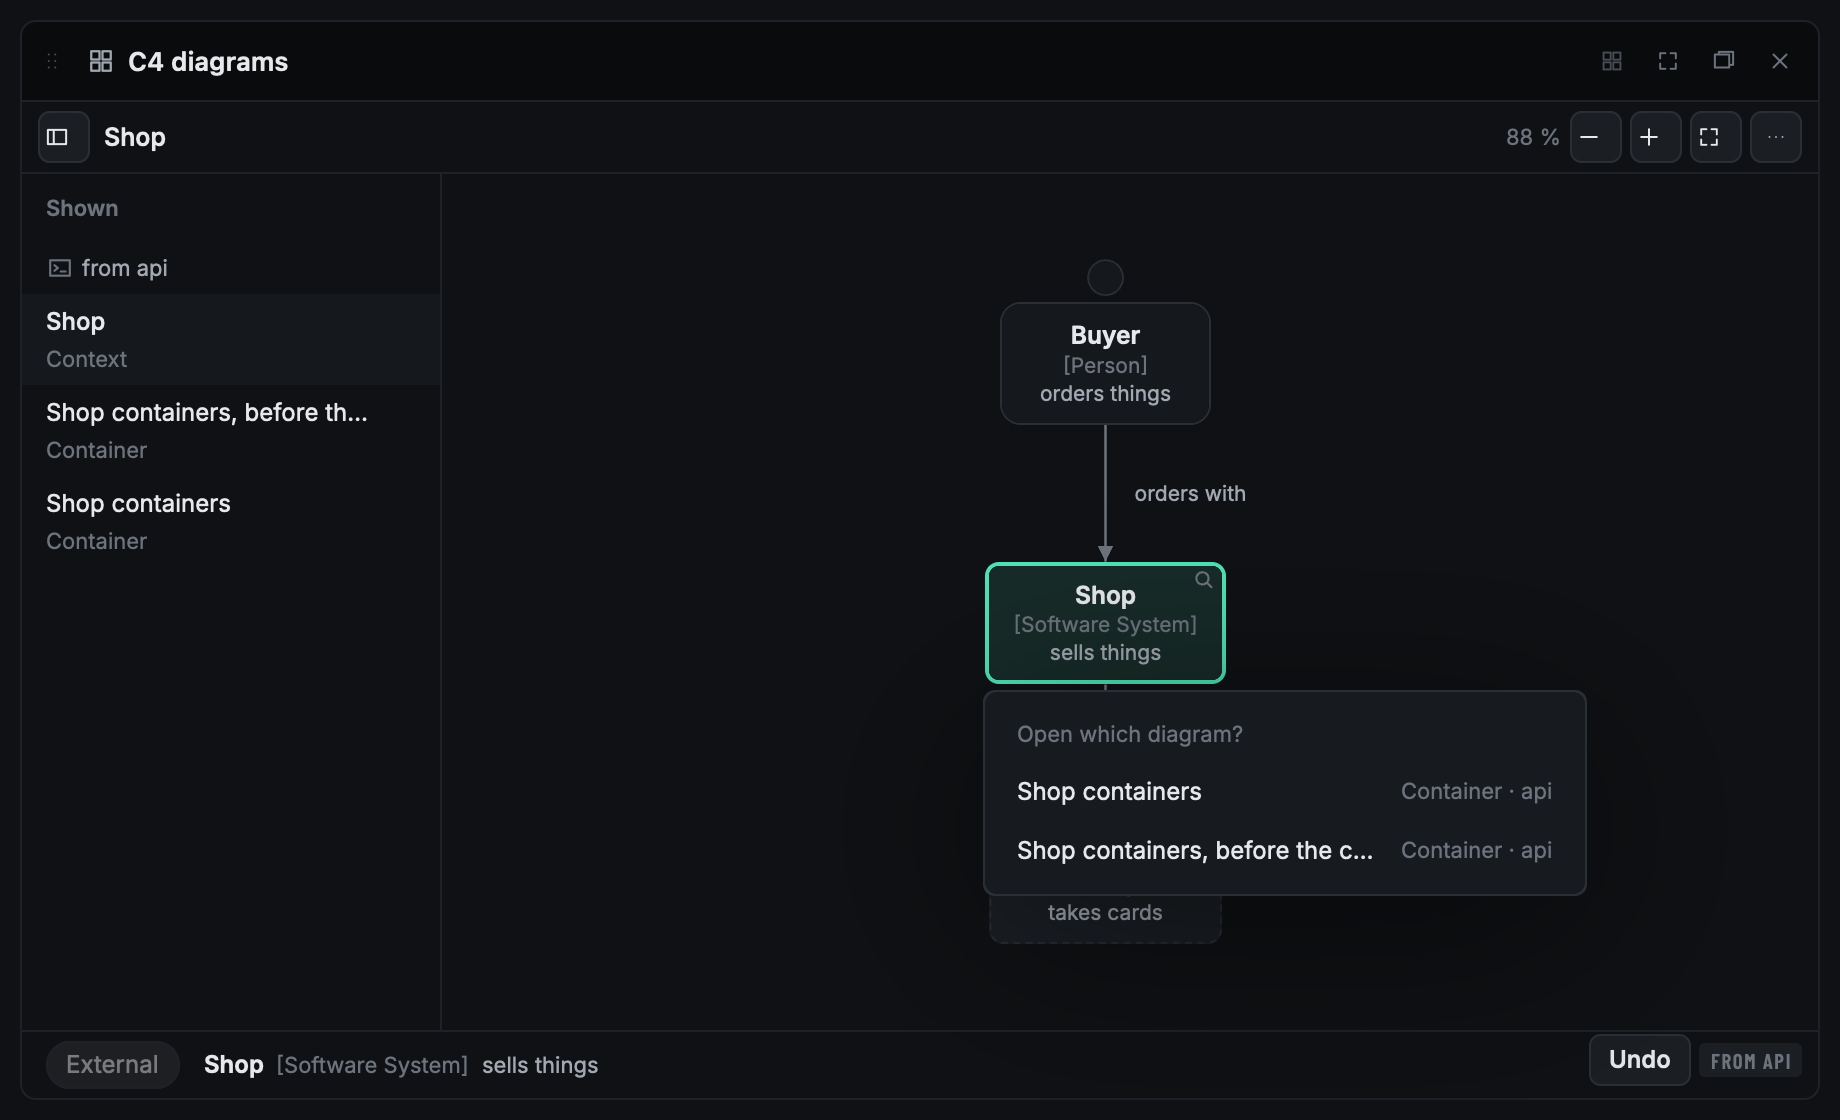 C4 diagrams
Shop
88 %
Shown
from api
Shop
Context
Shop containers, before th...
Container
Shop containers
Container
Buyer
[Person]
orders things
orders with
Shop
[Software System]
sells things
Open which diagram?
Shop containers Container · api
Shop containers, before the c... Container · api
takes cards
External Shop [Software System] sells things
Undo FROM API